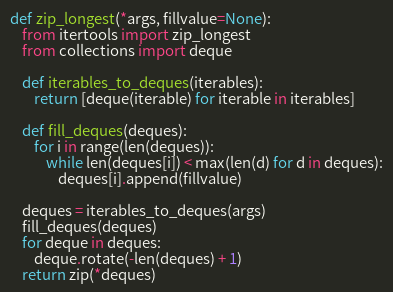 def zip_longest(*args, fillvalue=None):
from itertools import zip_longest
from collections import deque
def iterables_to_deques(iterables):
return [deque(iterable) for iterable in iterables]
def fill_deques(deques):
for i in range(len(deques)):
while len(deques[i]) < max(len(d) for d in deques):
deques[i].append(fillvalue)
deques = iterables_to_deques(args)
fill_deques(deques)
for deque in deques:
deque.rotate(-len(deques) + 1)
return zip(*deques)